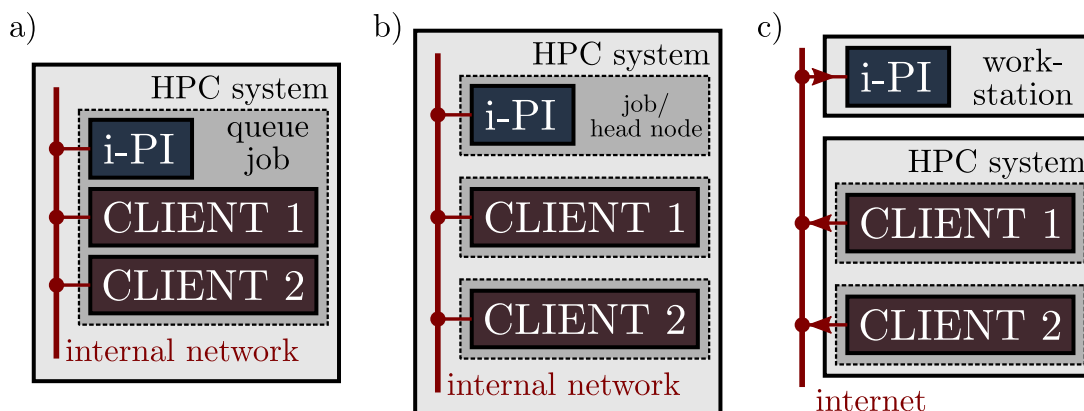 a)
HPC system
queue
job
i-PI
CLIENT 1
CLIENT 2
internal network
b)
HPC system
i-PI
job/
head node
CLIENT 1
CLIENT 2
internal network
c)
i-PI
work-
station
HPC system
CLIENT 1
CLIENT 2
internet